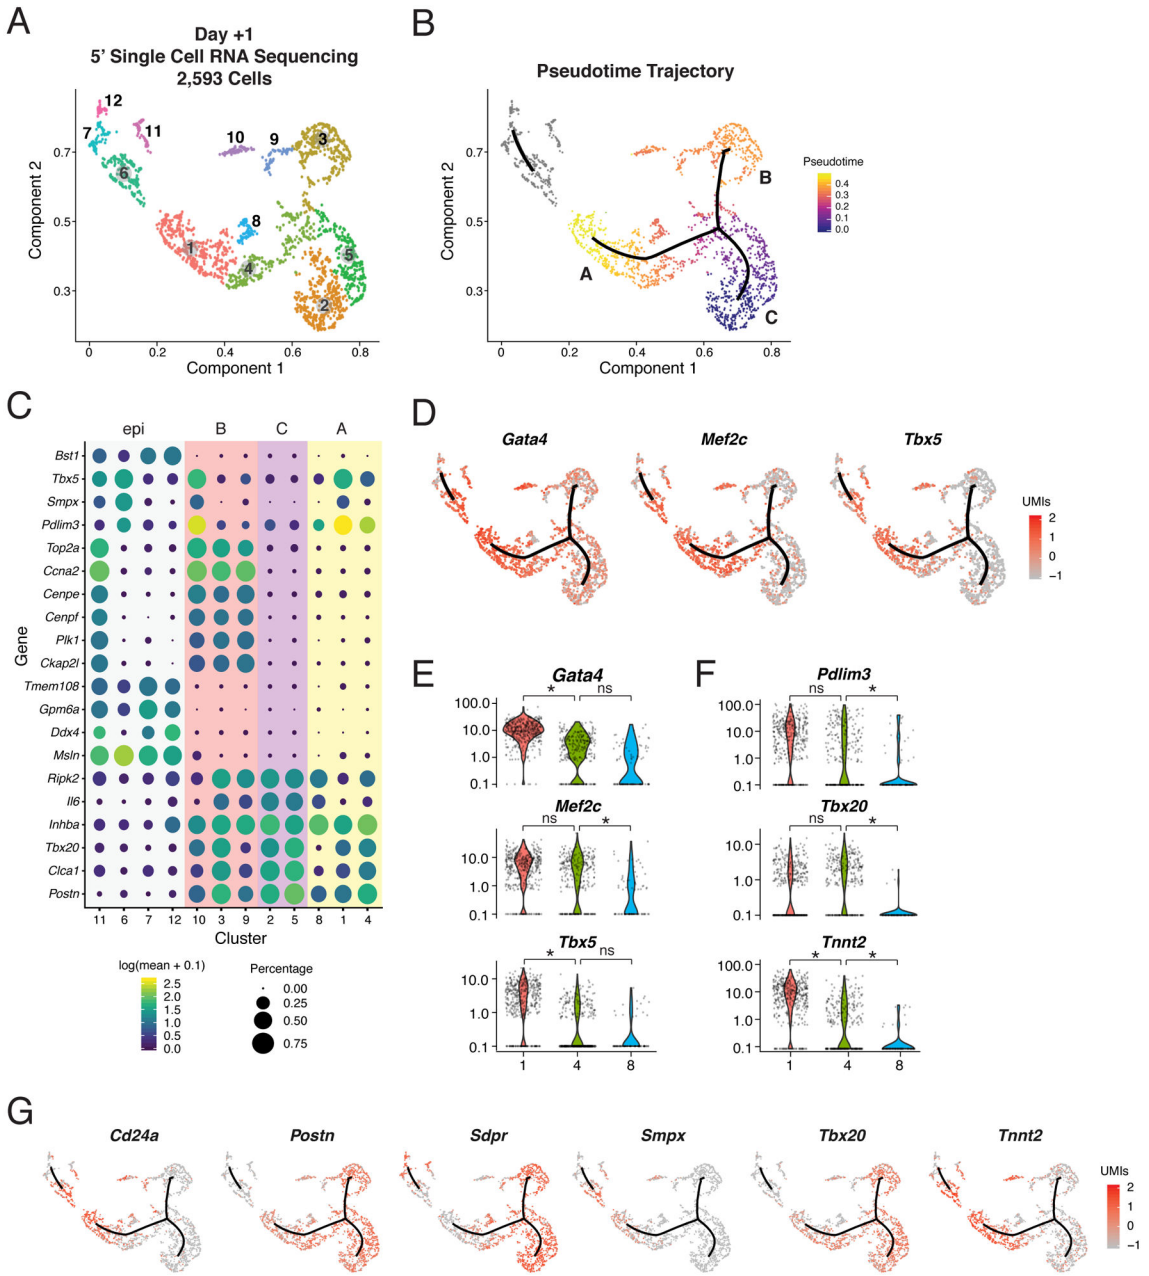 A
Day +1
5’ Single Cell RNA Sequencing
2,593 Cells
12
7
11
6
10
9
3
8
1
4
5
2
0.7
0.5
0.3
Component 2
0
0.2
0.4
0.6
0.8
Component 1
B
Pseudotime Trajectory
A
B
C
0.7
0.5
0.3
Component 2
0
0.2
0.4
0.6
0.8
Component 1
Pseudotime
0.4
0.3
0.2
0.1
0.0
C
epi B C A
Gene
Bst1
Tbx5
Smpx
Pdlim3
Top2a
Ccna2
Cenpe
Cenpf
Plk1
Ckap2l
Tmem108
Gpm6a
Ddx4
Msln
Ripk2
Il6
Inhba
Tbx20
Clca1
Postn
11 6 7 12 10 3 9 2 5 8 1 4
Cluster
log(mean + 0.1)
2.5
2.0
1.5
1.0
0.5
0.0
Percentage
0.00
0.25
0.50
0.75
D
Gata4 Mef2c Tbx5
UMIs
2
1
0
−1
E
Gata4
* ns
100.0
10.0
1.0
0.1
Mef2c
ns *
10.0
1.0
0.1
Tbx5
* ns
10.0
1.0
0.1
1 4 8
F
Pdlim3
ns *
100.0
10.0
1.0
0.1
Tbx20
ns *
10.0
1.0
0.1
Tnnt2
* *
100.0
10.0
1.0
0.1
1 4 8
G
Cd24a Postn Sdpr Smpx Tbx20 Tnnt2
UMIs
2
1
0
−1